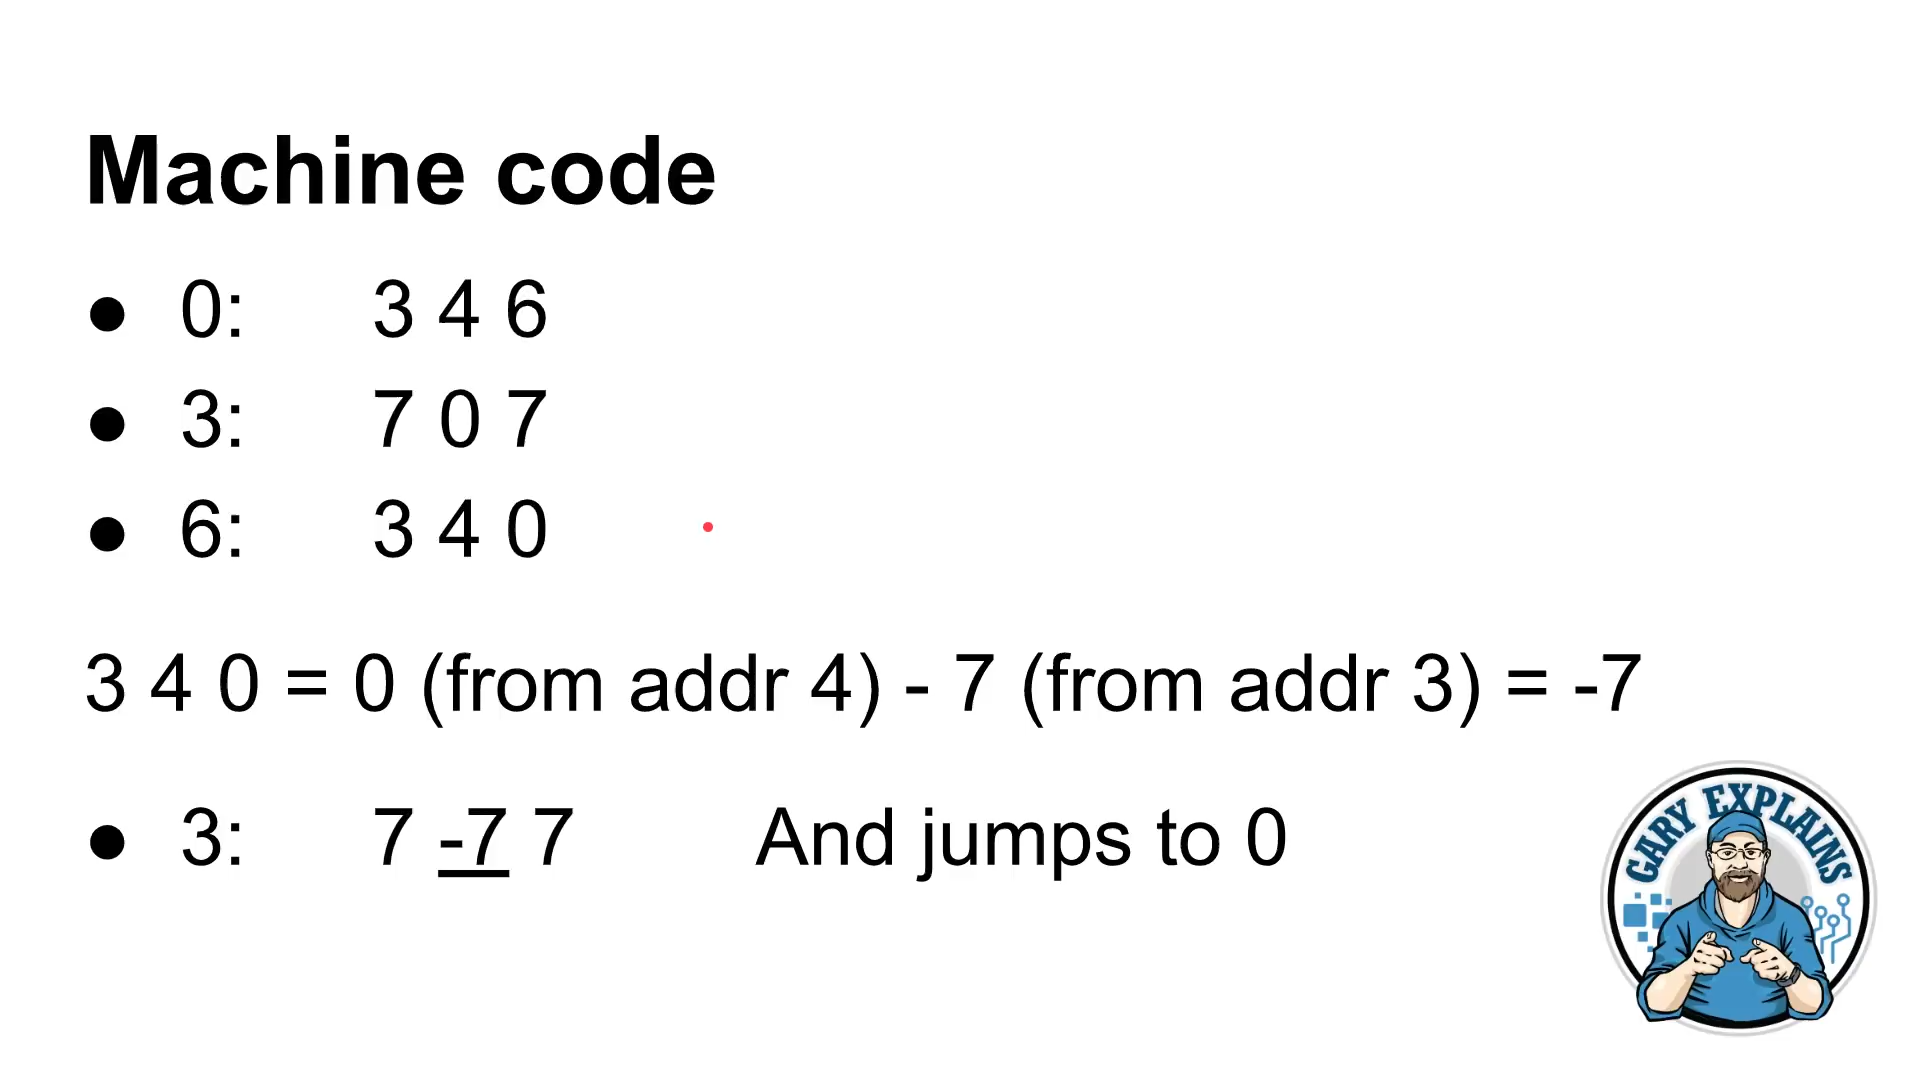 Machine code
● 0: 3 4 6
● 3: 7 0 7
● 6: 3 4 0
3 4 0 = 0 (from addr 4) - 7 (from addr 3) = -7
● 3: 7 -7 7 And jumps to 0
GARY EXPLAINS